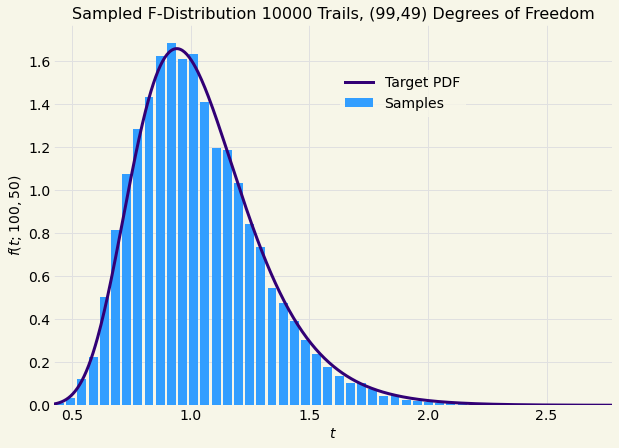 Sampled F-Distribution 10000 Trails, (99,49) Degrees of Freedom
f(t; 100, 50)
1.6
1.4
1.2
1.0
0.8
0.6
0.4
0.2
0.0
Target PDF
Samples
0.5
1.0
1.5
2.0
2.5
t